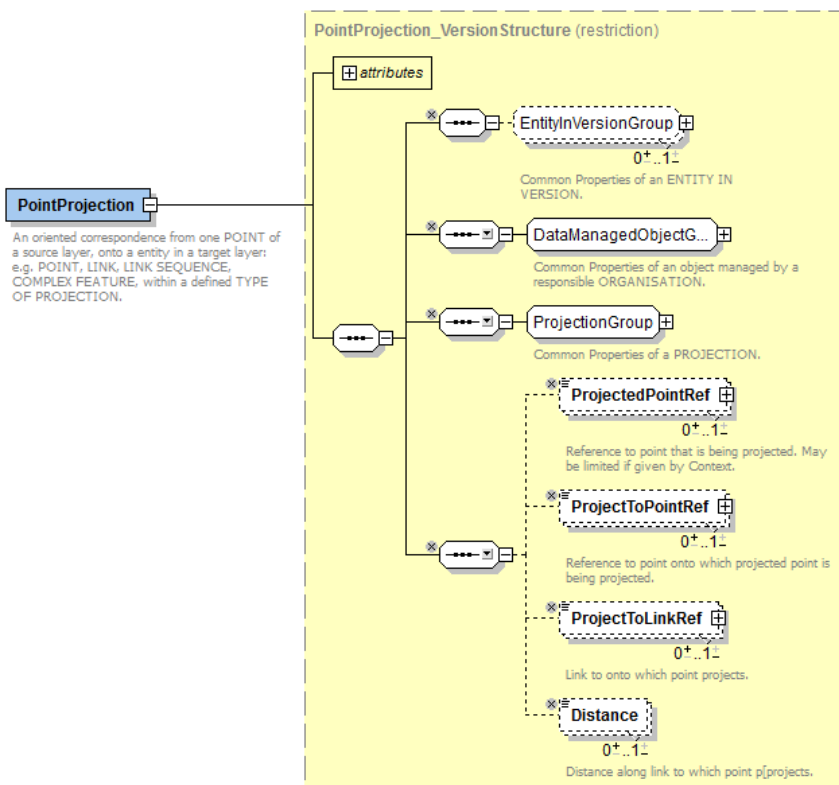 PointProjection_VersionStructure (restriction)
attributes
EntityInVersionGroup
0..1
Common Properties of an ENTITY IN
VERSION.
PointProjection
An oriented correspondence from one POINT of
a source layer, onto a entity in a target layer:
e.g. POINT, LINK, LINK SEQUENCE,
COMPLEX FEATURE, within a defined TYPE
OF PROJECTION.
DataManagedObjectG...
Common Properties of an object managed by a
responsible ORGANISATION.
ProjectionGroup
Common Properties of a PROJECTION.
ProjectedPointRef
0..1
Reference to point that is being projected. May
be limited if given by Context.
ProjectToPointRef
0..1
Reference to point onto which projected point is
being projected.
ProjectToLinkRef
0..1
Link to onto which point projects.
Distance
0..1
Distance along link to which point p[projects.